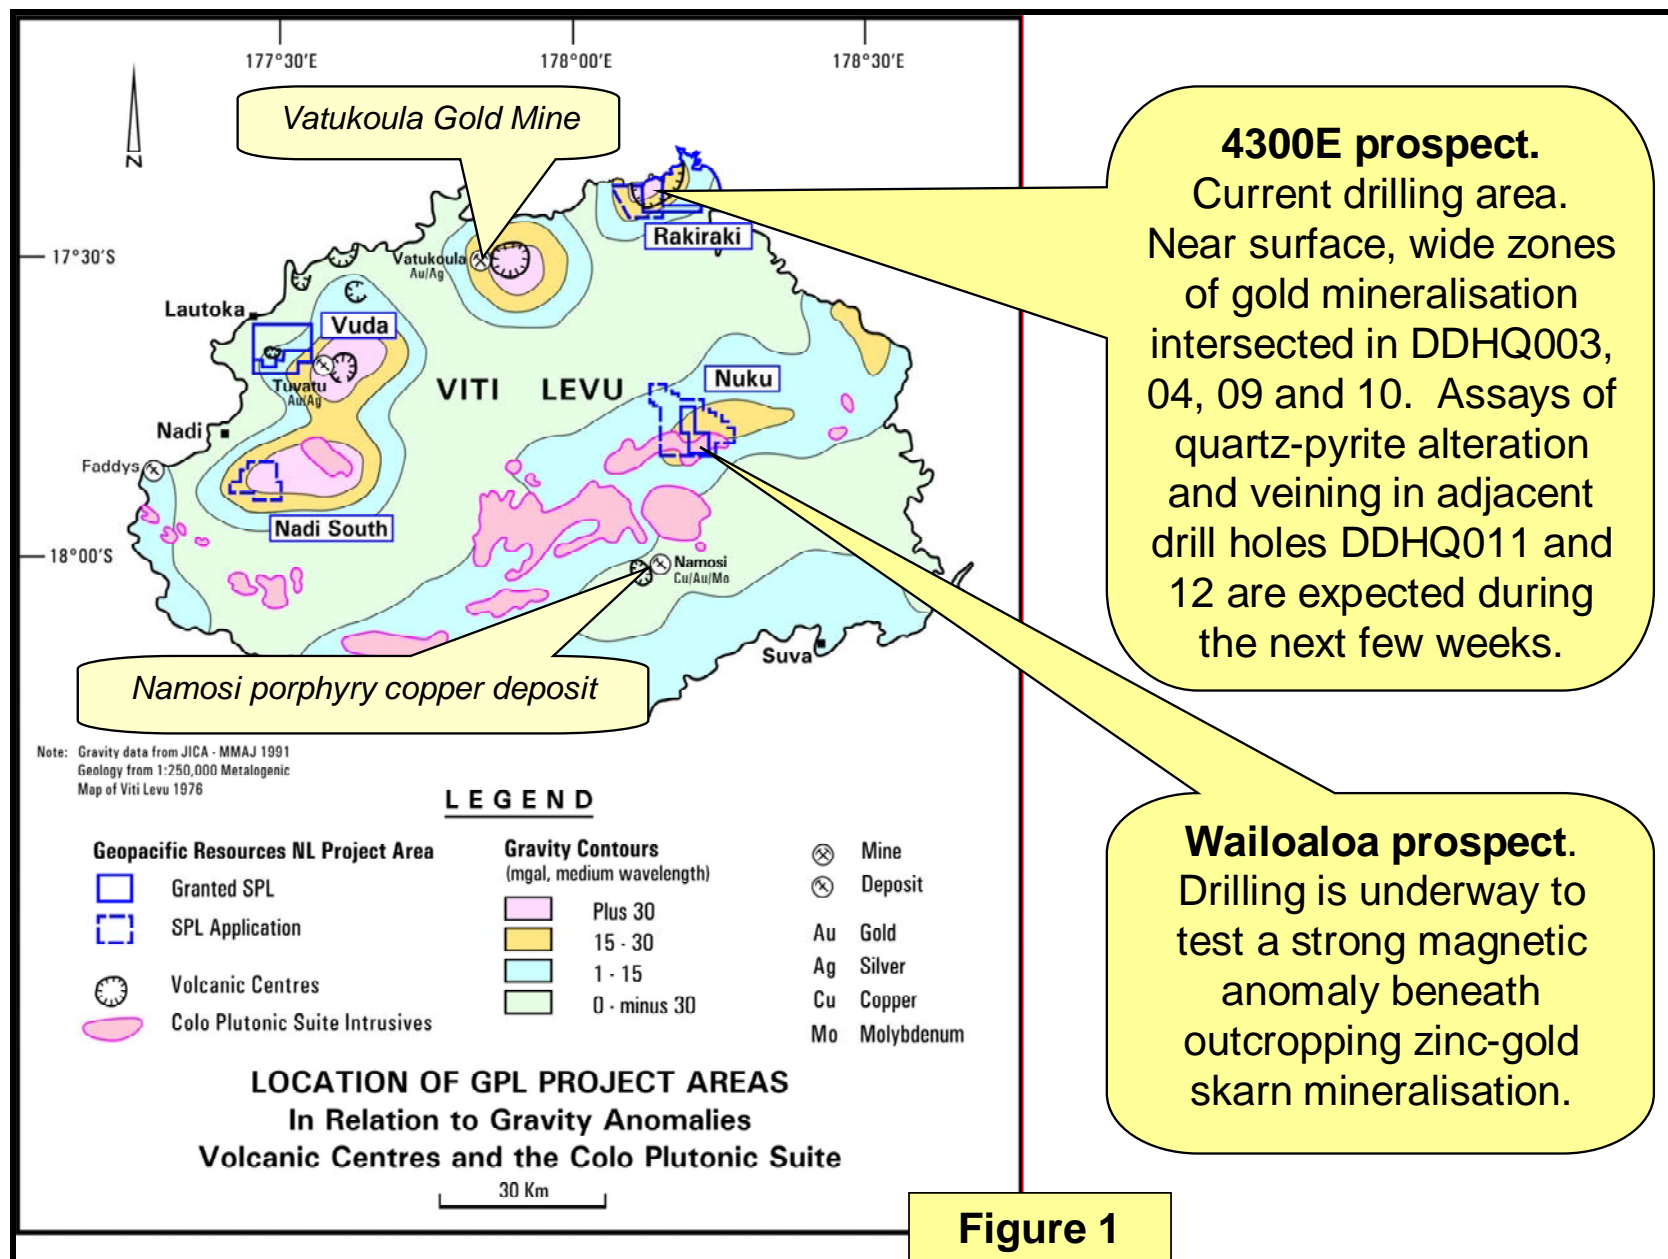 177°30'E
178°00'E
178°30'E
Vatukoula Gold Mine
N
4300E prospect.
Current drilling area.
Near surface, wide zones
of gold mineralisation
intersected in DDHQ003,
04, 09 and 10.  Assays of
quartz-pyrite alteration
and veining in adjacent
drill holes DDHQ011 and
12 are expected during
the next few weeks.
Rakiraki
17°30'S
Vatukoula
Au/Ag
Lautoka
Vuda
Tuvatu
Au/Ag
VITI LEVU
Nuku
Nadi
Faddys
Nadi South
18°00'S
Namosi
Cu/Au/Mo
Suva
Namosi porphyry copper deposit
Note: Gravity data from JICA - MMAJ 1991
Geology from 1:250,000 Metalogenic
Map of Viti Levu 1976
LEGEND
Geopacific Resources NL Project Area
Granted SPL
SPL Application
Volcanic Centres
Colo Plutonic Suite Intrusives
Gravity Contours
(mgal, medium wavelength)
Plus 30
15 - 30
1 - 15
0 - minus 30
Mine
Deposit
Au Gold
Ag Silver
Cu Copper
Mo Molybdenum
Wailoaloa prospect.
Drilling is underway to
test a strong magnetic
anomaly beneath
outcropping zinc-gold
skarn mineralisation.
LOCATION OF GPL PROJECT AREAS
In Relation to Gravity Anomalies
Volcanic Centres and the Colo Plutonic Suite
30 Km
Figure 1